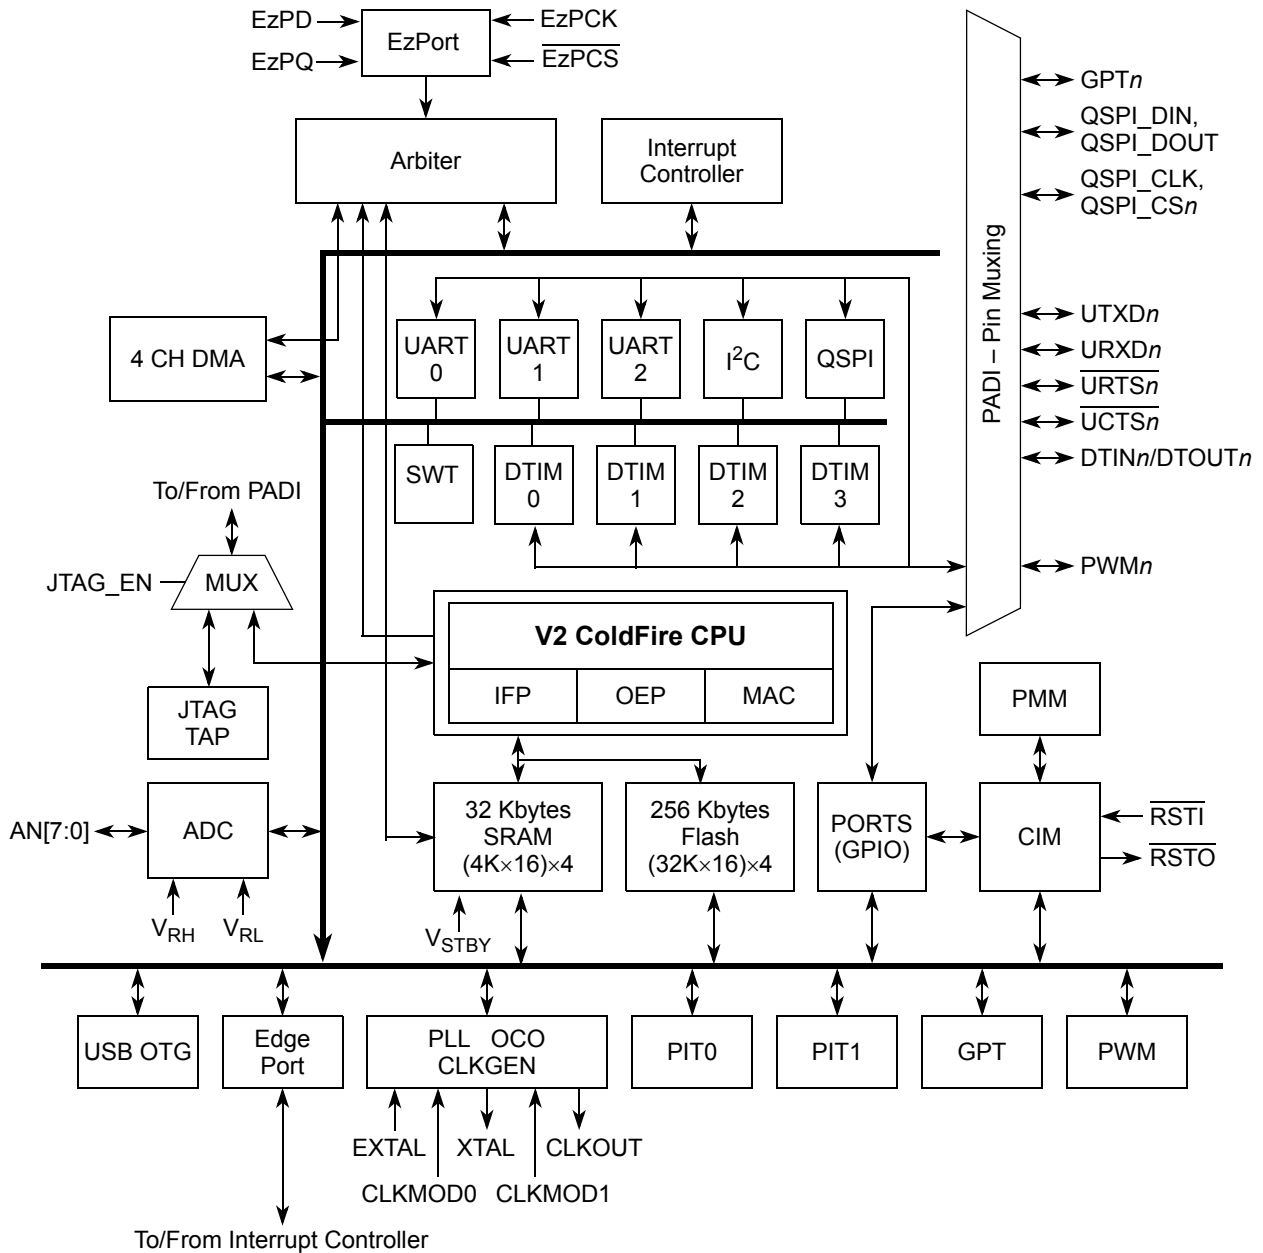 EzPD
EzPQ
EzPort
EzPCK
EzPCS
Arbiter
Interrupt
Controller
GPTn
QSPI_DIN,
QSPI_DOUT
QSPI_CLK,
QSPI_CSn
PADI – Pin Muxing
UTXDn
URXDn
URTSn
UCTSn
DTINn/DTOUTn
PWMn
4 CH DMA
UART
0
UART
1
UART
2
I²C
QSPI
SWT
DTIM
0
DTIM
1
DTIM
2
DTIM
3
To/From PADI
JTAG_EN
MUX
JTAG
TAP
V2 ColdFire CPU
IFP
OEP
MAC
PMM
AN[7:0]
ADC
VRH
VRL
32 Kbytes
SRAM
(4K×16)×4
VSTBY
256 Kbytes
Flash
(32K×16)×4
PORTS
(GPIO)
CIM
RSTI
RSTO
USB OTG
Edge
Port
PLL OCO
CLKGEN
PIT0
PIT1
GPT
PWM
EXTAL
XTAL
CLKOUT
CLKMOD0
CLKMOD1
To/From Interrupt Controller